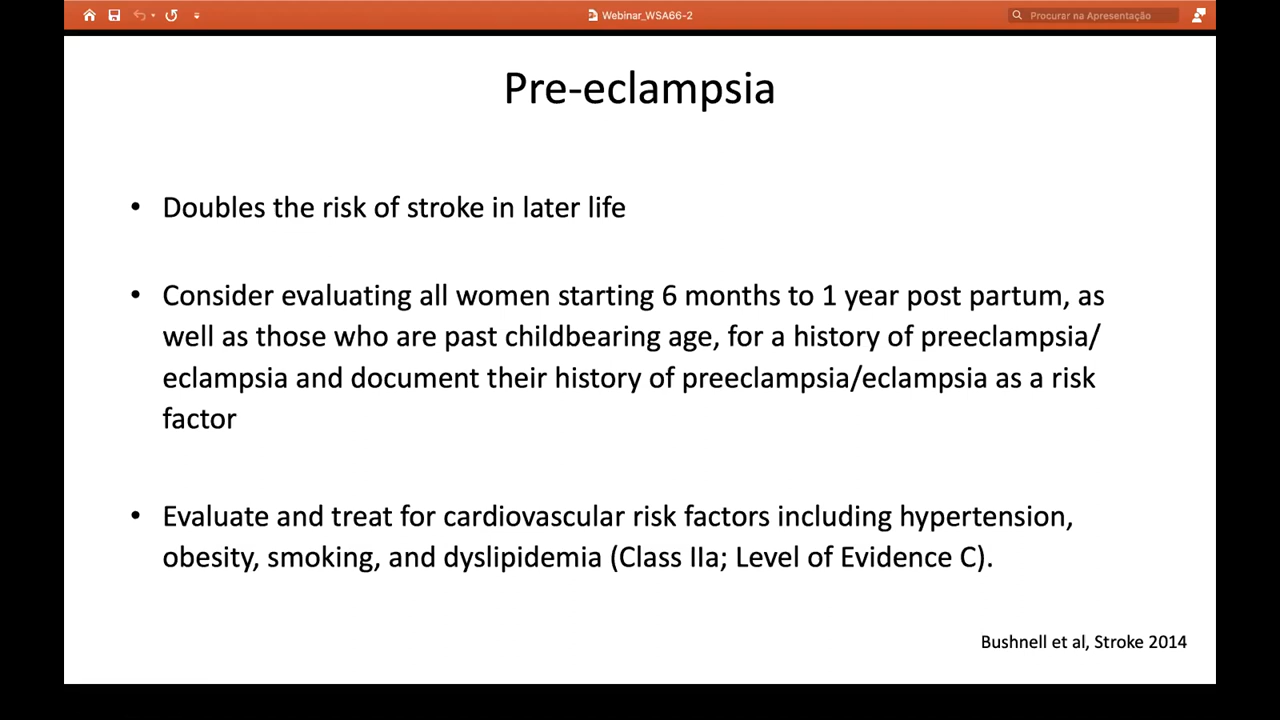 Webinar_WSA66-2
Procurar na Apresentação
Pre-eclampsia
• Doubles the risk of stroke in later life
• Consider evaluating all women starting 6 months to 1 year post partum, as
well as those who are past childbearing age, for a history of preeclampsia/
eclampsia and document their history of preeclampsia/eclampsia as a risk
factor
• Evaluate and treat for cardiovascular risk factors including hypertension,
obesity, smoking, and dyslipidemia (Class IIa; Level of Evidence C).
Bushnell et al, Stroke 2014